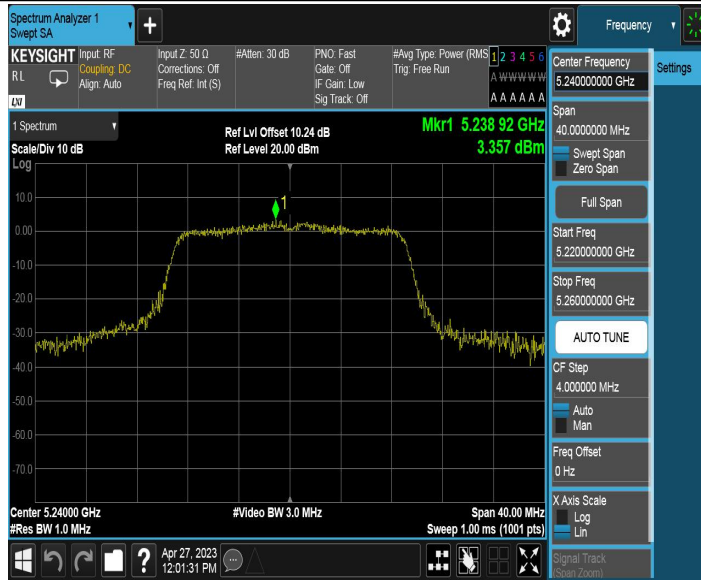 Spectrum Analyzer 1
Swept SA
+
Frequency
KEYSIGHT
RL
LXI
Input: RF
Coupling: DC
Align: Auto
Input Z: 50 Ω
Corrections: Off
Freq Ref: Int (S)
#Atten: 30 dB
PNO: Fast
Gate: Off
IF Gain: Low
Sig Track: Off
#Avg Type: Power (RMS
Trig: Free Run
1 2 3 4 5 6
A W W W W W
A A A A A A
Center Frequency
5.240000000 GHz
Settings
1 Spectrum
Scale/Div 10 dB
Log
Ref Lvl Offset 10.24 dB
Ref Level 20.00 dBm
Mkr1 5.238 92 GHz
3.357 dBm
1
10.0
0.00
-10.0
-20.0
-30.0
-40.0
-50.0
-60.0
-70.0
Center 5.24000 GHz
#Res BW 1.0 MHz
#Video BW 3.0 MHz
Span 40.00 MHz
Sweep 1.00 ms (1001 pts)
Span
40.0000000 MHz
Swept Span
Zero Span
Full Span
Start Freq
5.220000000 GHz
Stop Freq
5.260000000 GHz
AUTO TUNE
CF Step
4.000000 MHz
Auto
Man
Freq Offset
0 Hz
X Axis Scale
Log
Lin
Signal Track
(Span Zoom)
?
Apr 27, 2023
12:01:31 PM